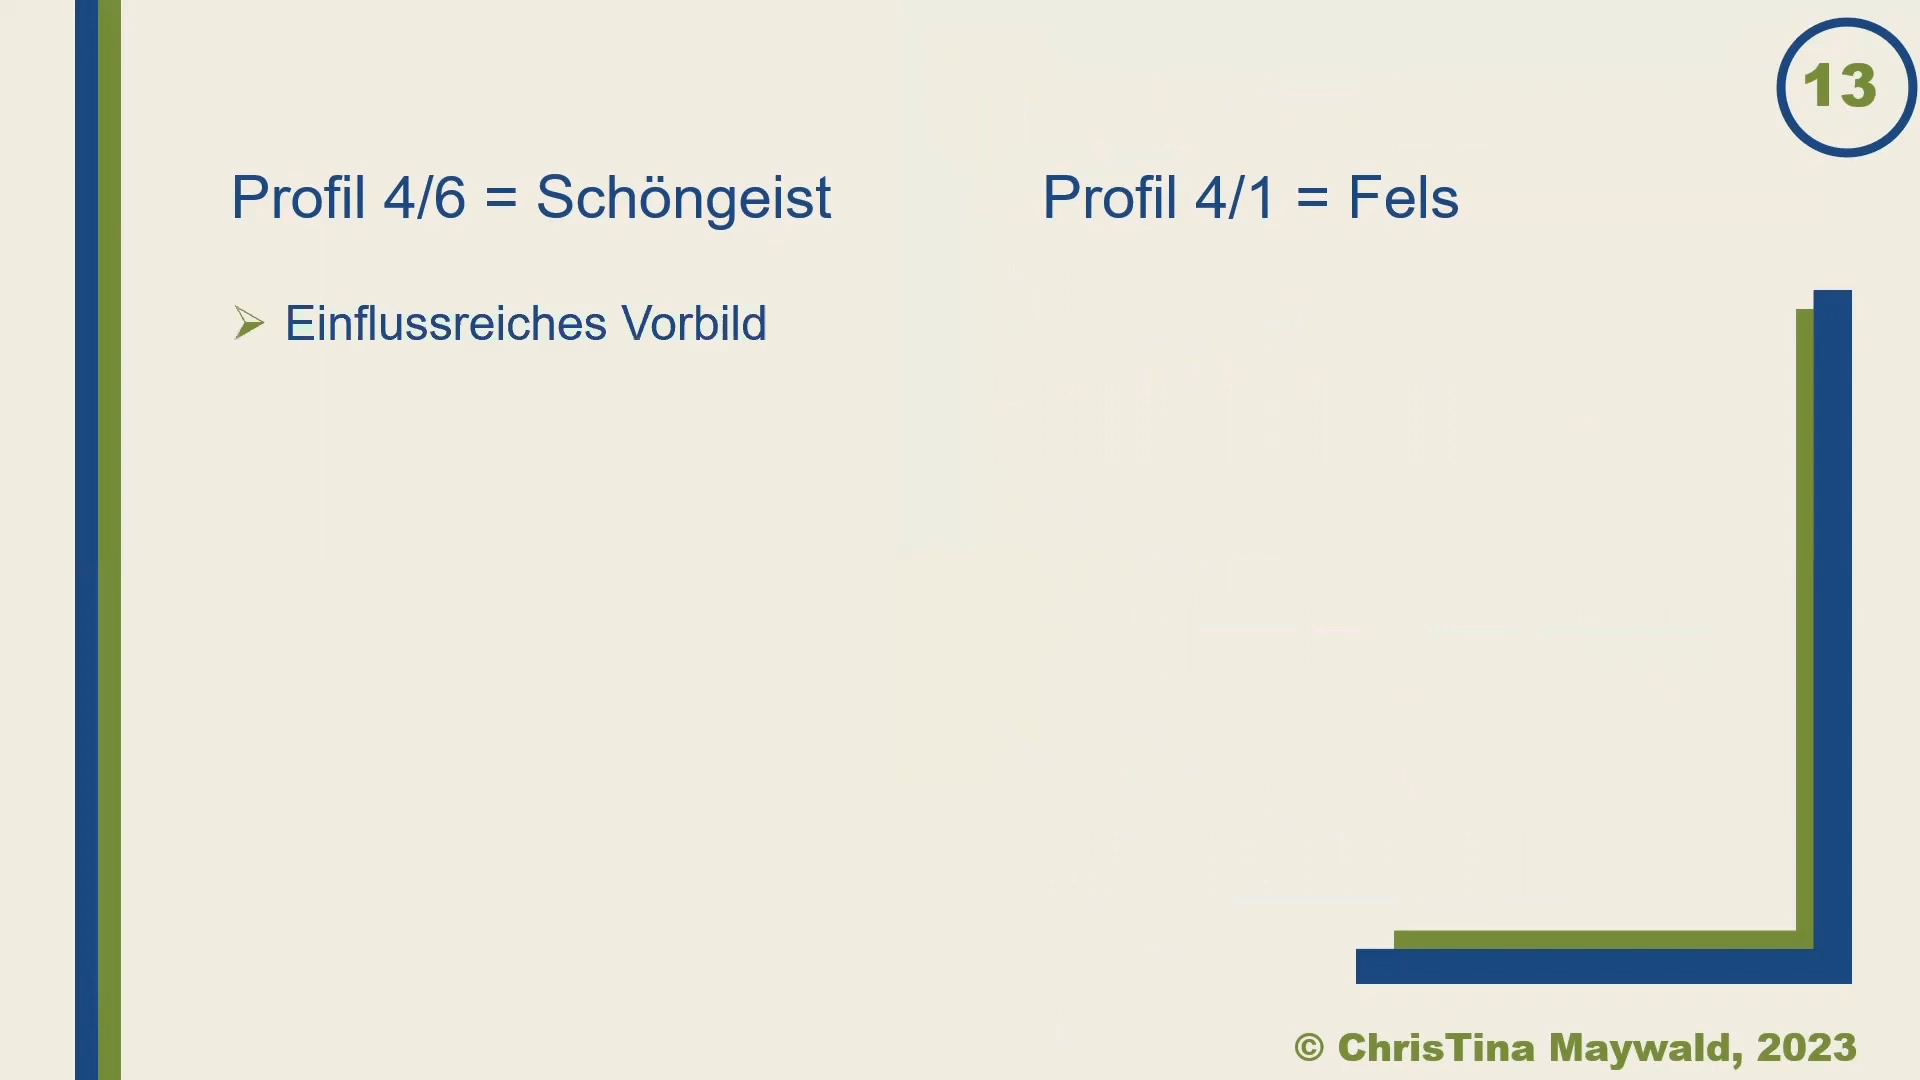 13
Profil 4/6 = Schöngeist
Einflussreiches Vorbild
Profil 4/1 = Fels
© ChrisTina Maywald, 2023